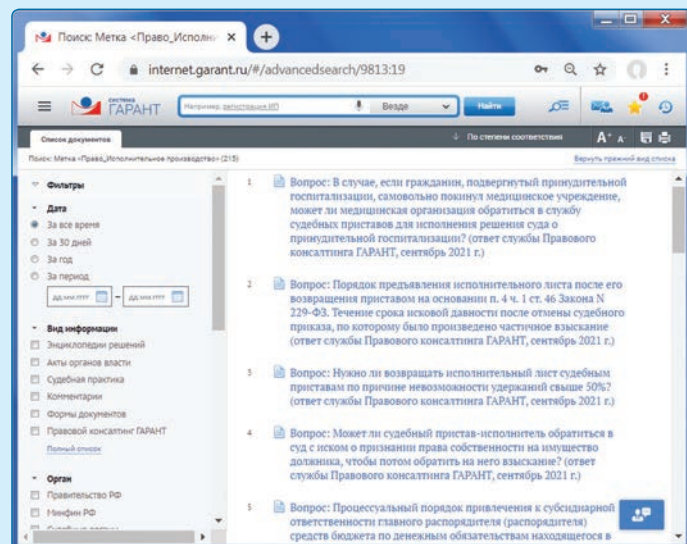 Поиск: Метка «Право_Исполни
internet.garant.ru/#/advancedsearch/9813:19
система
ГАРАНТ
Например, регистрация ИП
Везде
Найти
Список документов
По степени соответствия
Поиск: Метка «Право_Исполнительное производство» (215)
Вернуть прежний вид списка
Фильтры
Дата
За все время
За 30 дней
За год
За период
дд.мм.гггг – дд.мм.гггг
Вид информации
Энциклопедии решений
Акты органов власти
Судебная практика
Комментарии
Формы документов
Правовой консалтинг ГАРАНТ
Полный список
Орган
Правительство РФ
Минфин РФ
1 Вопрос: В случае, если гражданин, подвергнутый принудительной
госпитализации, самовольно покинул медицинское учреждение,
может ли медицинская организация обратиться в службу
судебных приставов для исполнения решения суда о
принудительной госпитализации? (ответ службы Правового
консалтинга ГАРАНТ, сентябрь 2021 г.)
2 Вопрос: Порядок предъявления исполнительного листа после его
возвращения приставом на основании п. 4 ч. 1 ст. 46 Закона N
229-ФЗ. Течение срока исковой давности после отмены судебного
приказа, по которому было произведено частичное взыскание
(ответ службы Правового консалтинга ГАРАНТ, сентябрь 2021 г.)
3 Вопрос: Нужно ли возвращать исполнительный лист судебным
приставам по причине невозможности удержаний свыше 50%?
(ответ службы Правового консалтинга ГАРАНТ, сентябрь 2021 г.)
4 Вопрос: Может ли судебный пристав-исполнитель обратиться в
суд с иском о признании права собственности на имущество
должника, чтобы потом обратить на него взыскание? (ответ
службы Правового консалтинга ГАРАНТ, сентябрь 2021 г.)
5 Вопрос: Процессуальный порядок привлечения к субсидиарной
ответственности главного распорядителя (распорядителя)
средств бюджета по денежным обязательствам находящегося в